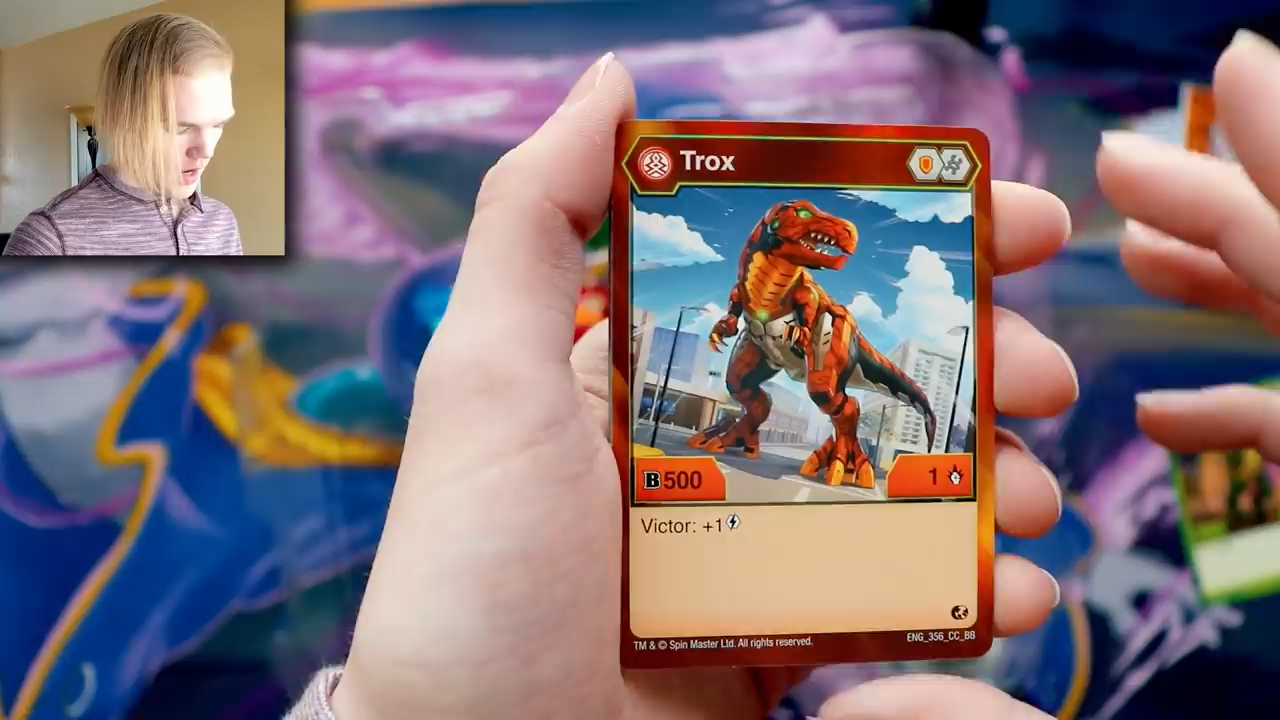 Trox
B500
1
Victor: +1
TM & © Spin Master Ltd. All rights reserved.
ENG_356_CC_BB